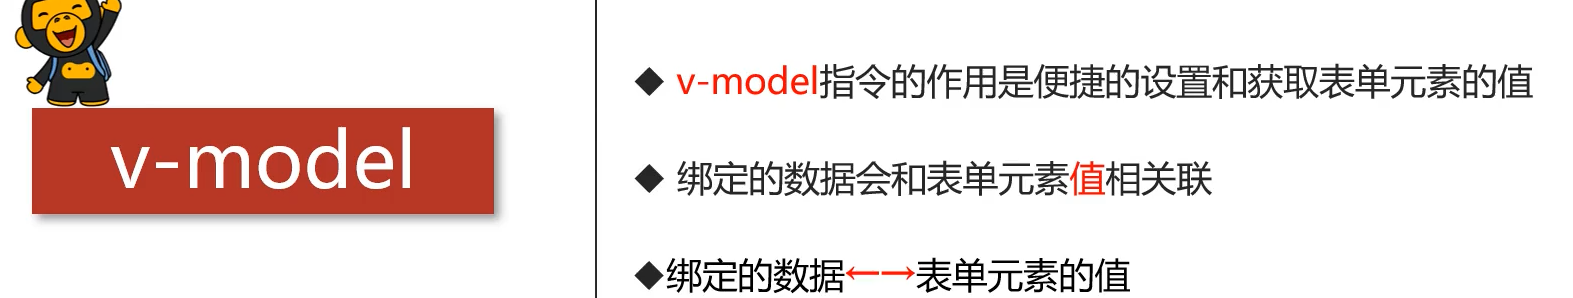 v-model
◆ v-model指令的作用是便捷的设置和获取表单元素的值
◆ 绑定的数据会和表单元素值相关联
◆绑定的数据←→表单元素的值